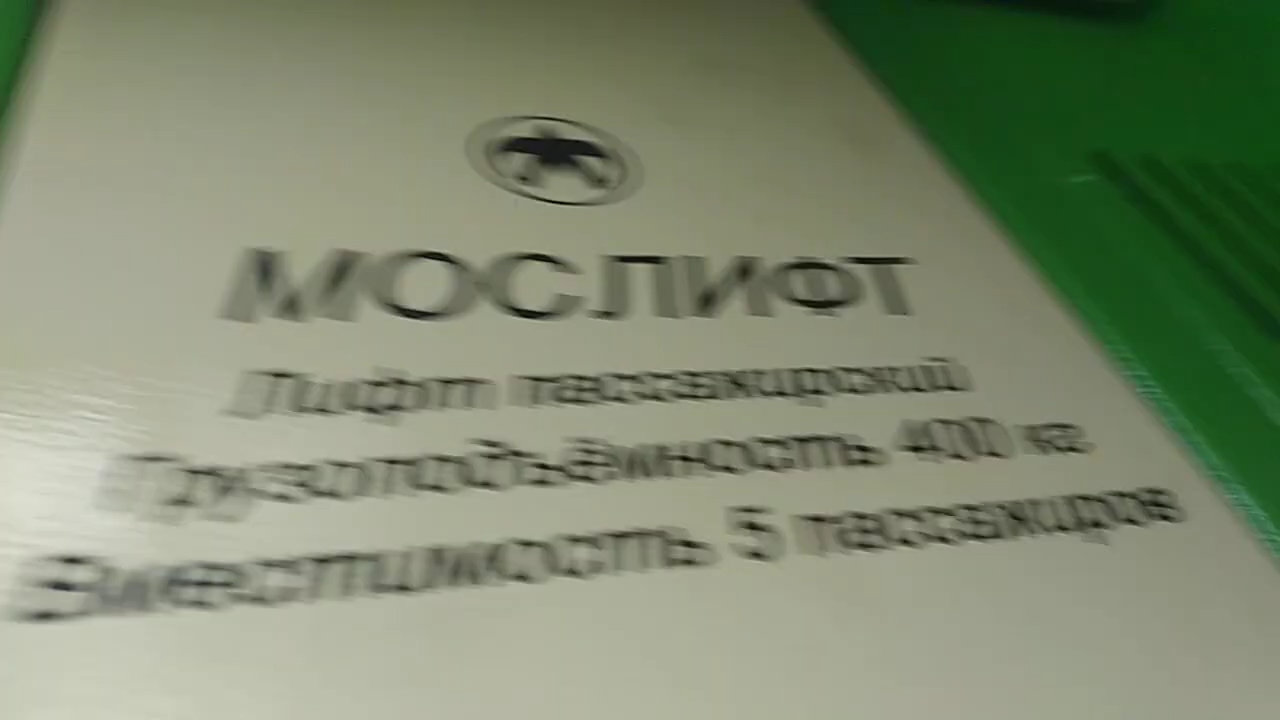 МОСЛИФТ
Лифт пассажирский
Грузоподъёмность 400 кг
Вместимость 5 пассажиров